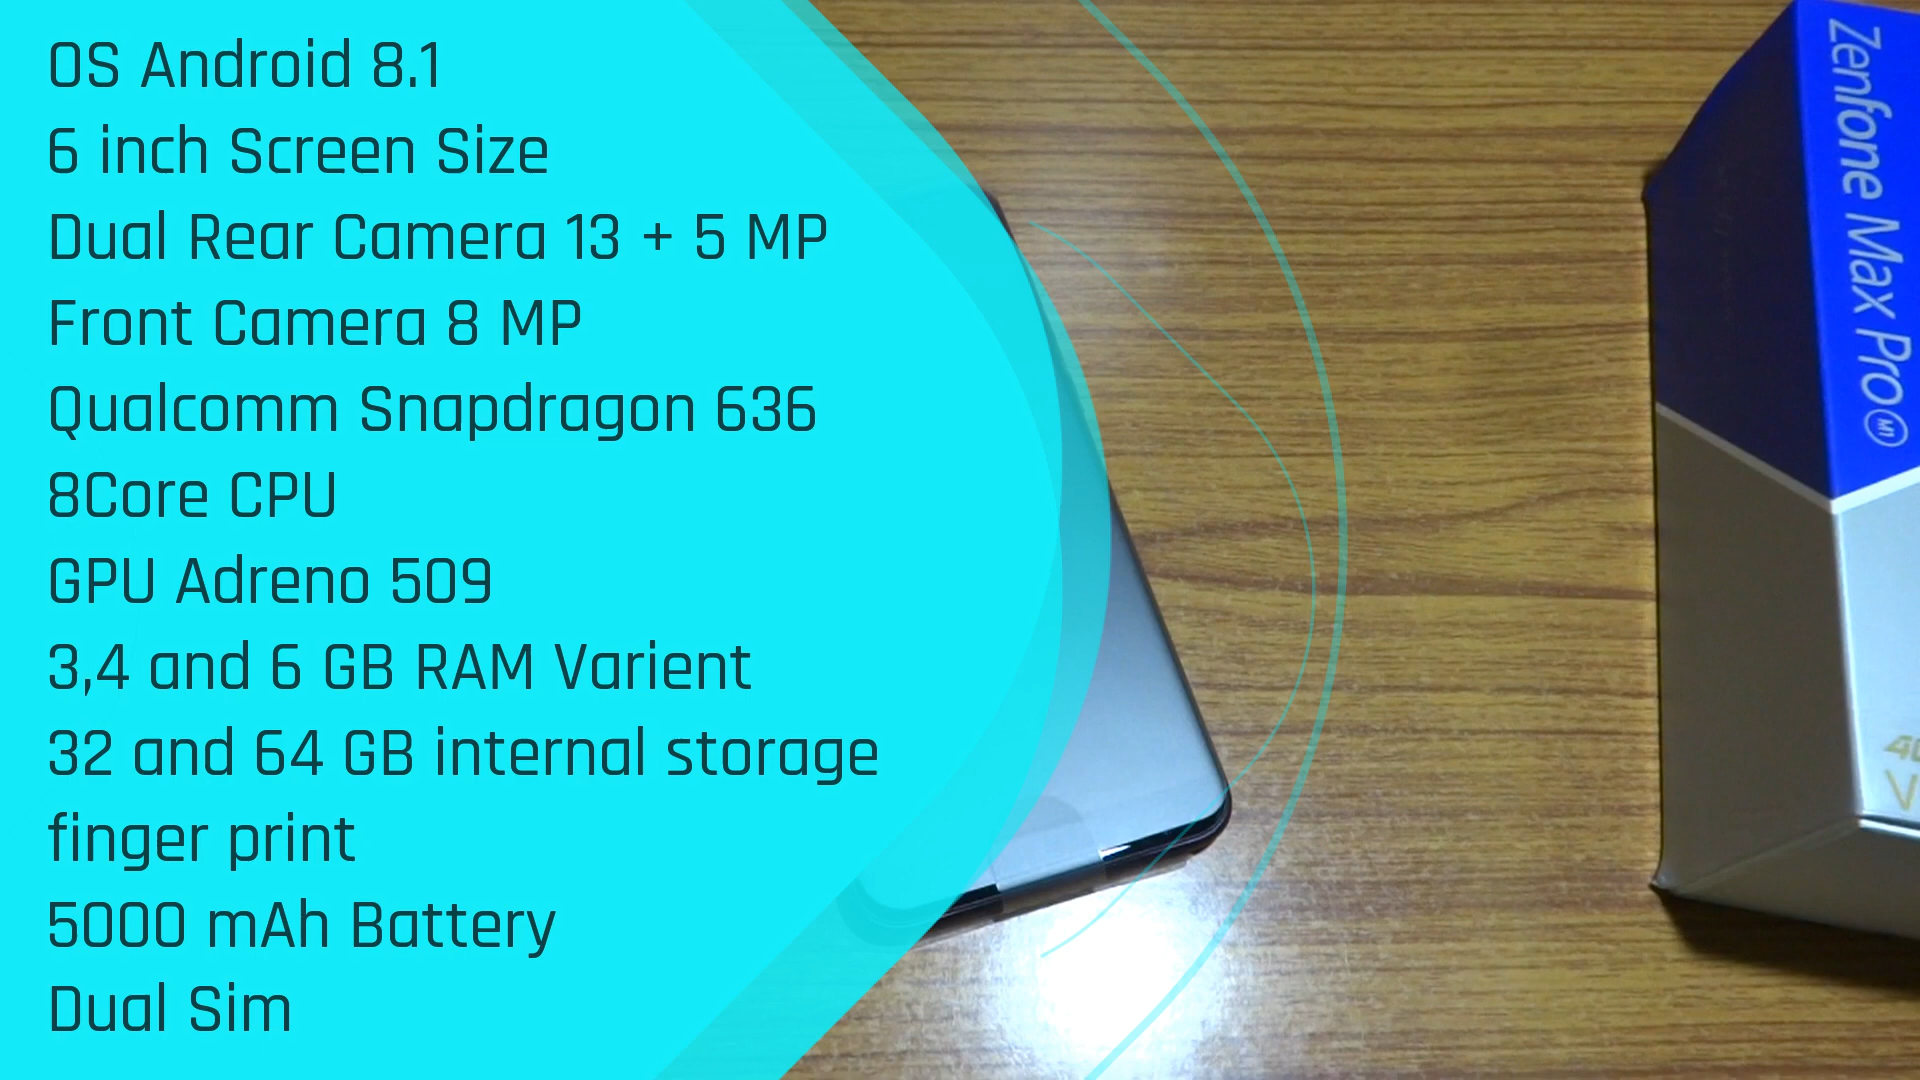 OS Android 8.1
6 inch Screen Size
Dual Rear Camera 13 + 5 MP
Front Camera 8 MP
Qualcomm Snapdragon 636
8Core CPU
GPU Adreno 509
3,4 and 6 GB RAM Varient
32 and 64 GB internal storage
finger print
5000 mAh Battery
Dual Sim
Zenfone Max Pro M1